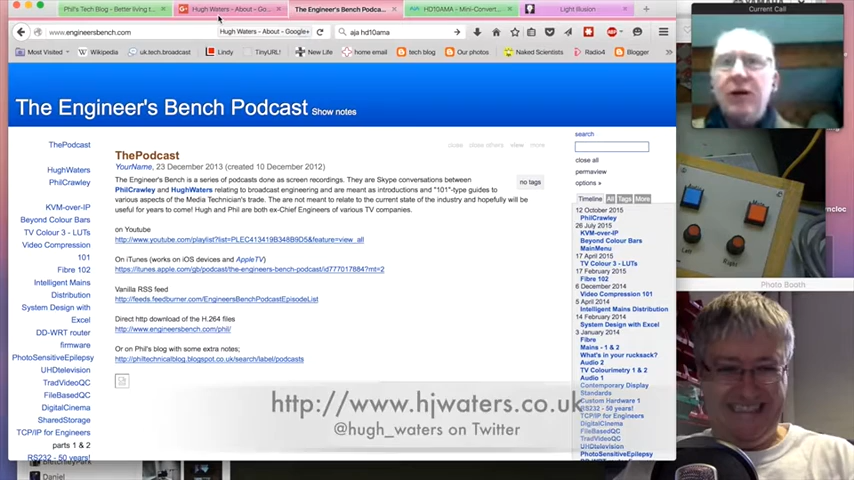 Phil's Tech Blog - Better living t...
Hugh Waters - About - Go...
The Engineer's Bench Podca...
HD10AMA - Mini-Convert...
Light Illusion
Current Call
www.engineersbench.com
Hugh Waters - About - Google+
aja hd10ama
Most Visited
BBC
Lindy
TinyURL!
New Life
home email
tech blog
Our photos
.tv support
Radio4
Blogger
The Engineer's Bench Podcast Show notes
ThePodcast
HughWaters
PhilCrawley
KVM-over-IP
Beyond Colour Bars
TV Colour 3 - LUTs
Video Compression
101
Fibre 102
Intelligent Mains
Distribution
System Design with
Excel
DD-WRT router
firmware
PhotoSensitiveEpilepsy
UHDtelevision
TradVideoQC
FileBasedQC
DigitalCinema
SharedStorage
TCP/IP for Engineers
parts 1 & 2
RS232 - 50 years!
close close others view more
ThePodcast
YourName, 23 December 2013 (created 10 December 2012)
no tags
The Engineer's Bench is a series of podcasts done as screen recordings. They are Skype conversations between
PhilCrawley and HughWaters relating to broadcast engineering and are meant as introductions and "101"-type guides to
various aspects of the Media Technician's trade. The are not meant to relate to the current state of the industry and hopefully will be
useful for years to come! Hugh and Phil are both ex-Chief Engineers of various TV companies.
on Youtube
http://www.youtube.com/playlist?list=PLEC413419B348B9D5&feature=view_all
On iTunes (works on iOS devices and AppleTV)
https://itunes.apple.com/gb/podcast/the-engineers-bench-podcast/id777017884?mt=2
Vanilla RSS feed
http://feeds.feedburner.com/EngineersBenchPodcastEpisodeList
Direct http download of the H.264 files
http://www.engineersbench.com/phil/
Or on Phil's blog with some extra notes;
http://philtechnicalblog.blogspot.co.uk/search/label/podcasts
search
close all
permaview
options »
Timeline All Tags More
12 October 2015
PhilCrawley
26 July 2015
KVM-over-IP
Beyond Colour Bars
MainMenu
17 April 2015
TV Colour 3 - LUTs
17 February 2015
Fibre 102
6 December 2014
Video Compression 101
5 April 2014
Intelligent Mains Distribution
14 February 2014
System Design with Excel
3 January 2014
Fibre
Mains - 1 & 2
What's in your rucksack?
Audio 2
TV Colourimetry 1 & 2
Audio 1
Contemporary Display
Standards
Custom Hardware 1
RS232 - 50 years!
TCP/IP for Engineers
DigitalCinema
FileBasedQC
TradVideoQC
UHDtelevision
SharedStorage
http://www.hjwaters.co.uk
@hugh_waters on Twitter
Left
Right
Photo Booth
BletchleyPark
Daniel